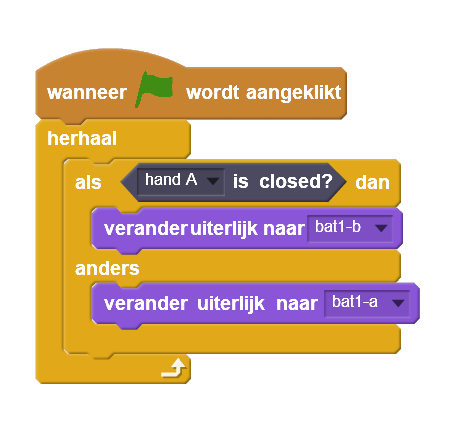 wanneer wordt aangeklikt
herhaal
als hand A is closed? dan
verander uiterlijk naar bat1-b
anders
verander uiterlijk naar bat1-a